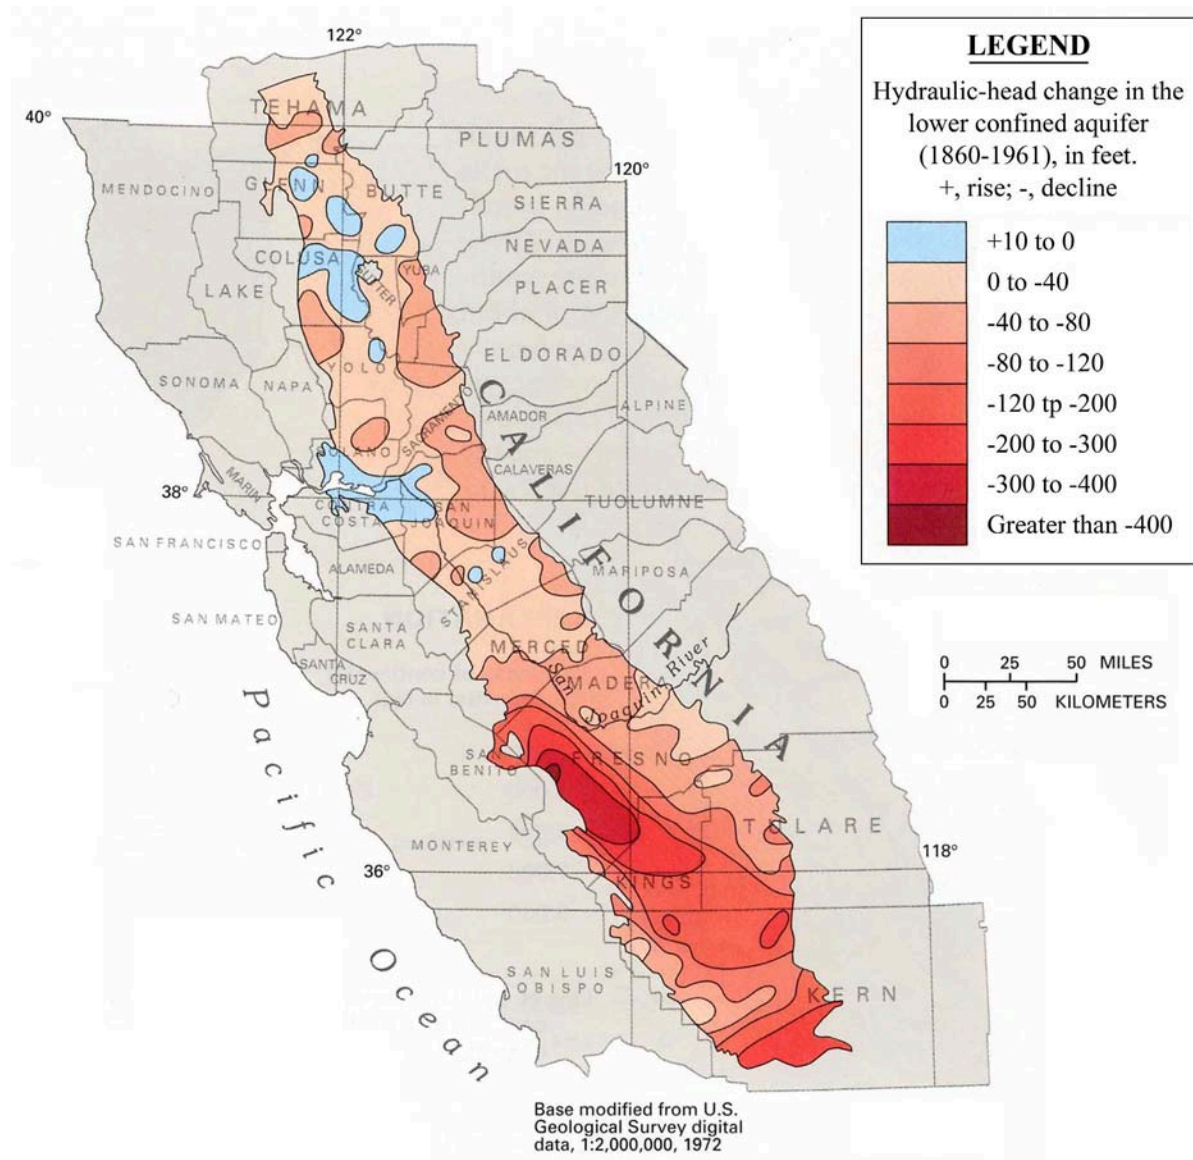 122°
40°
TEHAMA
PLUMAS
120°
MENDOCINO
GLENN
BUTTE
SIERRA
NEVADA
COLUSA
SUTTER
YUBA
LAKE
PLACER
YOLO
EL DORADO
SONOMA
NAPA
SACRAMENTO
AMADOR
ALPINE
SOLANO
CALAVERAS
MARIN
38°
CONTRA
COSTA
SAN
JOAQUIN
TUOLUMNE
SAN FRANCISCO
ALAMEDA
STANISLAUS
MARIPOSA
SAN MATEO
SANTA
CLARA
MERCED
SANTA
CRUZ
MADERA
San Joaquin River
CALIFORNIA
SAN
BENITO
FRESNO
TULARE
MONTEREY
118°
36°
KINGS
SAN LUIS
OBISPO
KERN
Pacific Ocean
LEGEND
Hydraulic-head change in the
lower confined aquifer
(1860-1961), in feet.
+, rise; -, decline
+10 to 0
0 to -40
-40 to -80
-80 to -120
-120 tp -200
-200 to -300
-300 to -400
Greater than -400
0 25 50 MILES
0 25 50 KILOMETERS
Base modified from U.S.
Geological Survey digital
data, 1:2,000,000, 1972